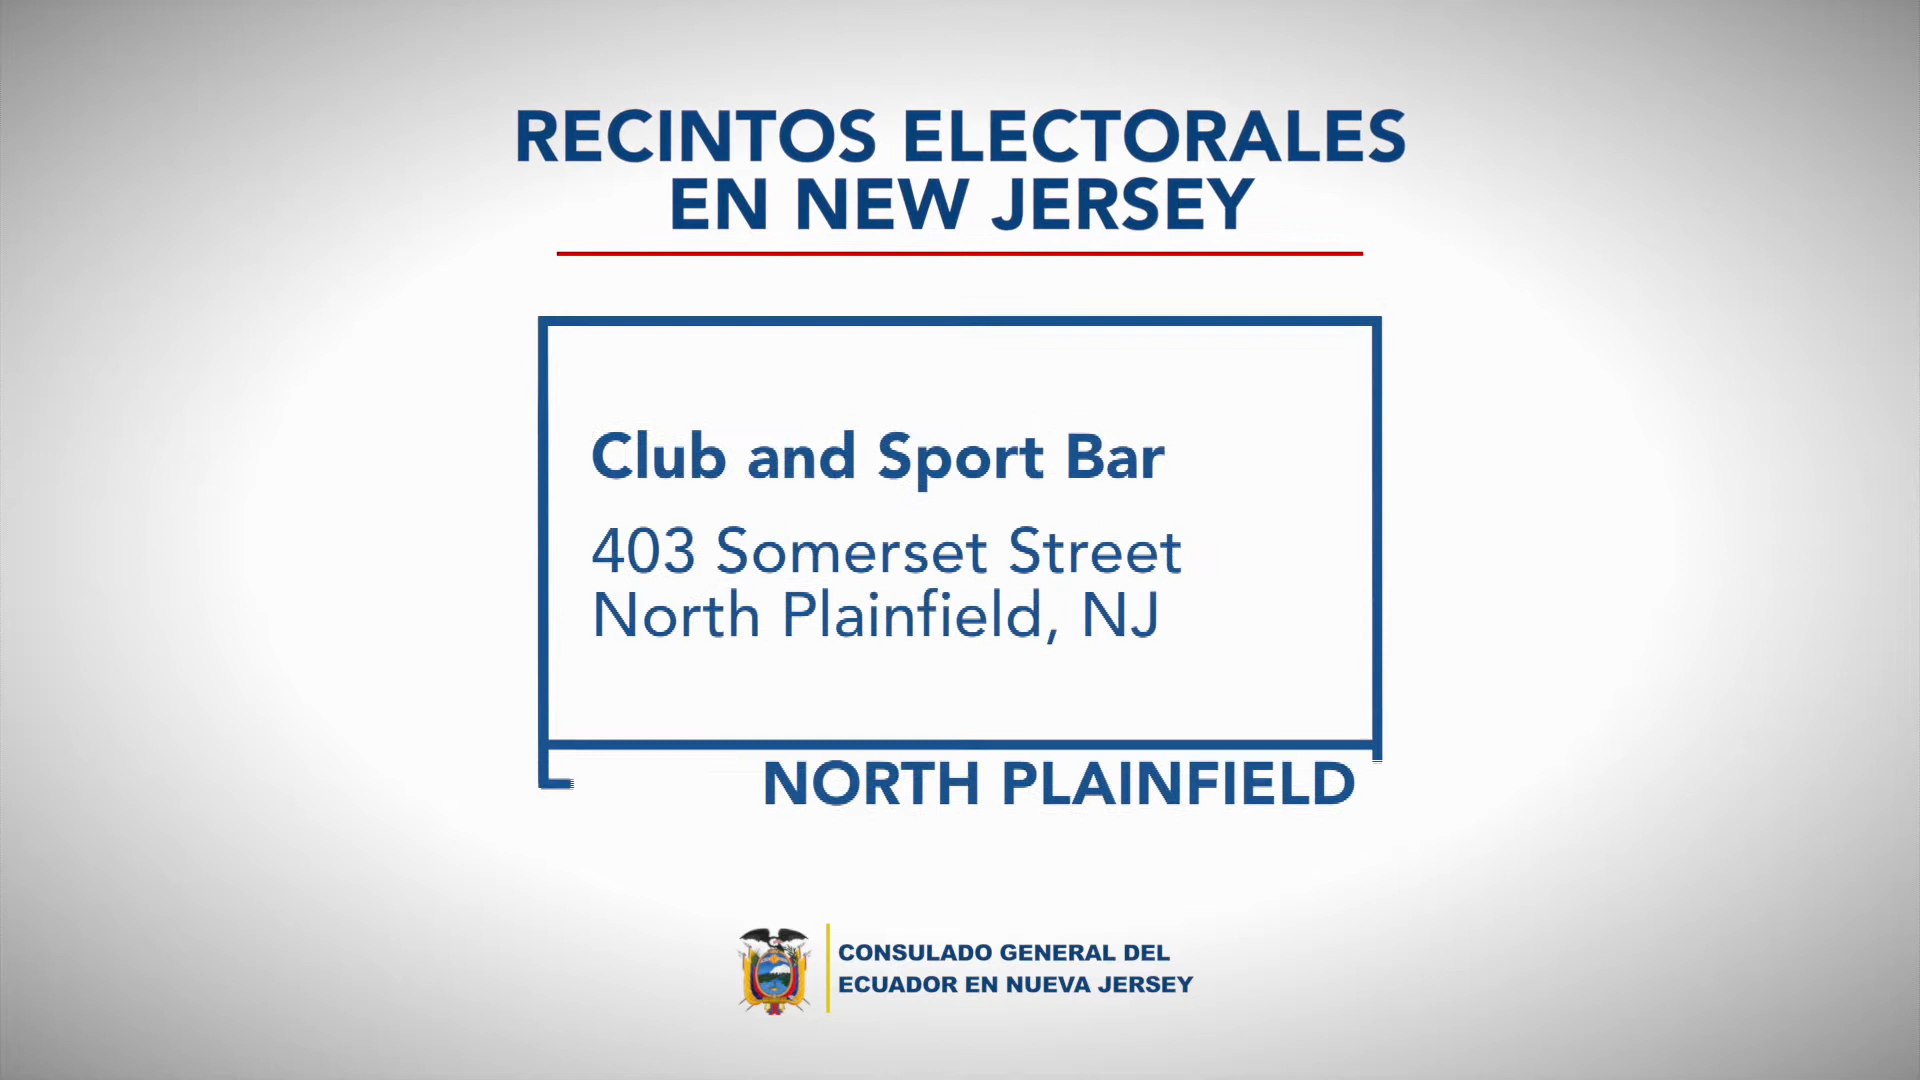 RECINTOS ELECTORALES
EN NEW JERSEY
Club and Sport Bar
403 Somerset Street
North Plainfield, NJ
NORTH PLAINFIELD
CONSULADO GENERAL DEL
ECUADOR EN NUEVA JERSEY